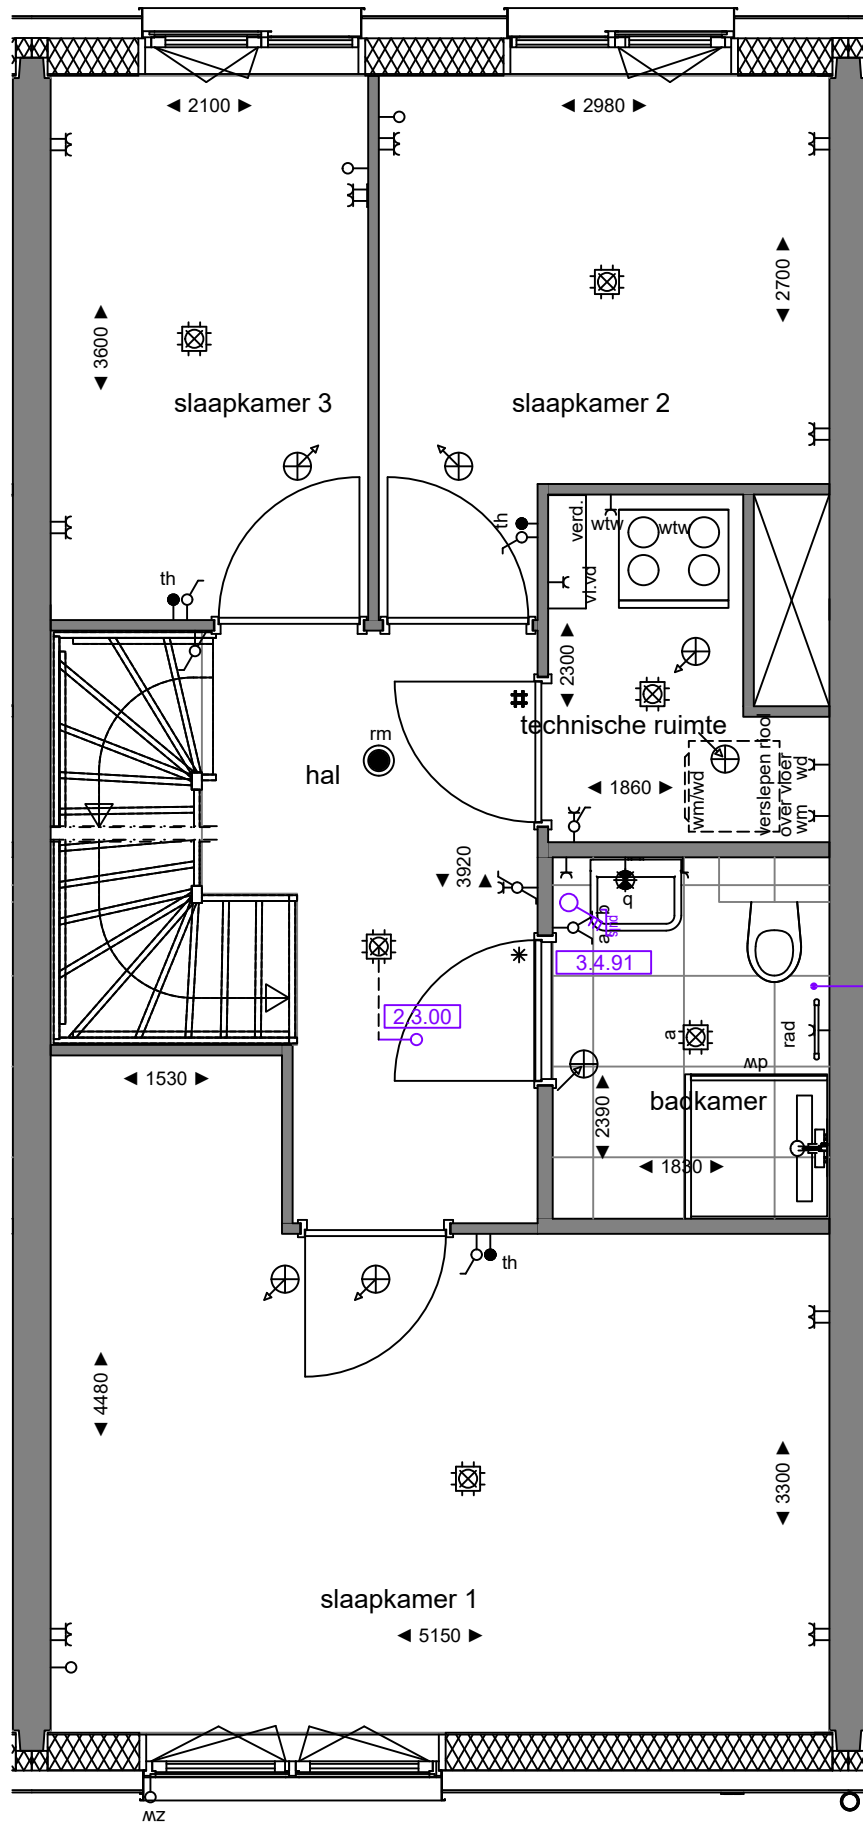 ◄ 2100 ►
◄ 2980 ►
◄ 2700 ►
◄ 3600 ►
slaapkamer 3
slaapkamer 2
th
verd.
wtw
wtw
vl.vd
th
◄ 2300 ►
technische ruimte
rm
hal
◄ 1860 ►
wm/wd
verslepen riool
over vloer
wd
wm
◄ 3920 ►
q
3.4.91
2.3.00
a
rad
wp
◄ 1530 ►
badkamer
◄ 2390 ►
◄ 1830 ►
th
◄ 4480 ►
◄ 3300 ►
slaapkamer 1
◄ 5150 ►
zw